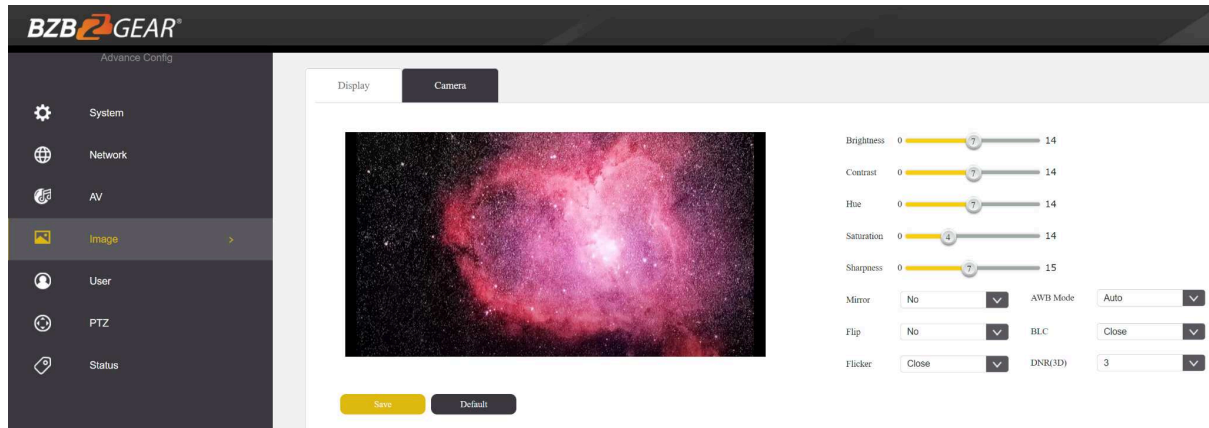 BZB GEAR®
Advance Config
System
Network
AV
Image >
User
PTZ
Status
Display Camera
Brightness 0 7 14
Contrast 0 7 14
Hue 0 7 14
Saturation 0 4 14
Sharpness 0 7 15
Mirror No AWB Mode Auto
Flip No BLC Close
Flicker Close DNR(3D) 3
Save Default